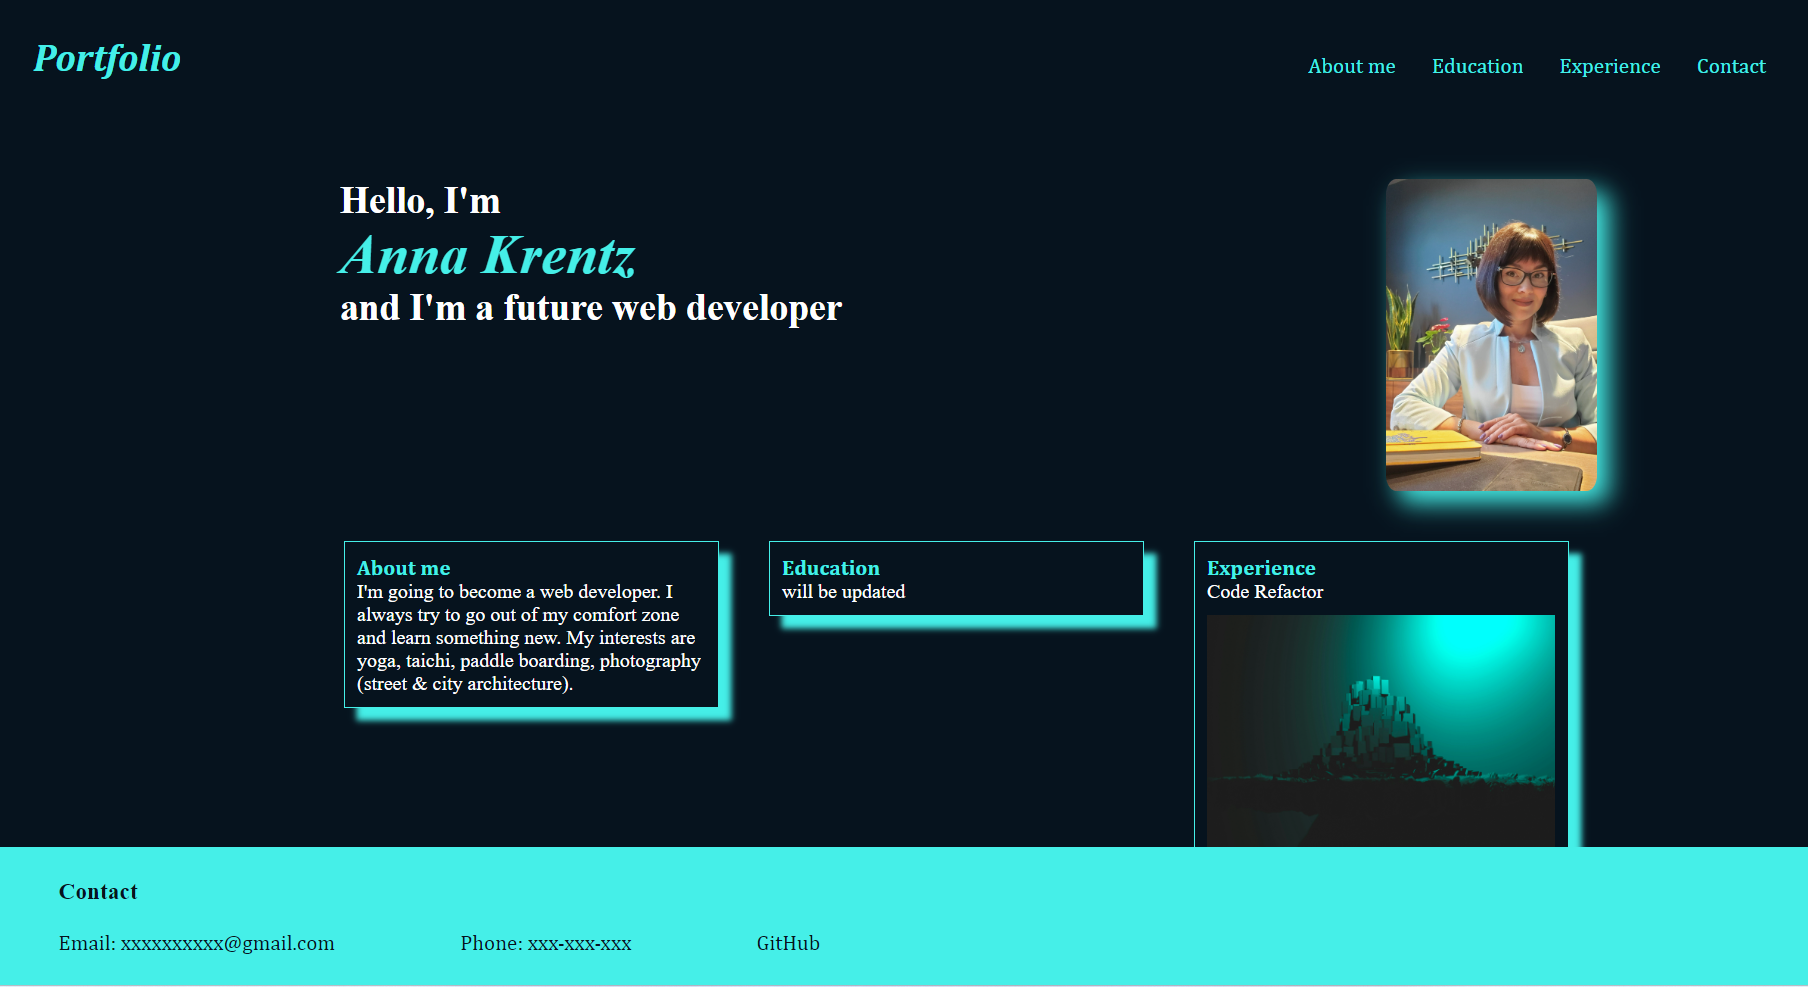 Portfolio
About me Education Experience Contact
Hello, I'm
Anna Krentz
and I'm a future web developer
About me
I'm going to become a web developer. I
always try to go out of my comfort zone
and learn something new. My interests are
yoga, taichi, paddle boarding, photography
(street & city architecture).
Education
will be updated
Experience
Code Refactor
Contact
Email: xxxxxxxxxx@gmail.com Phone: xxx-xxx-xxx GitHub